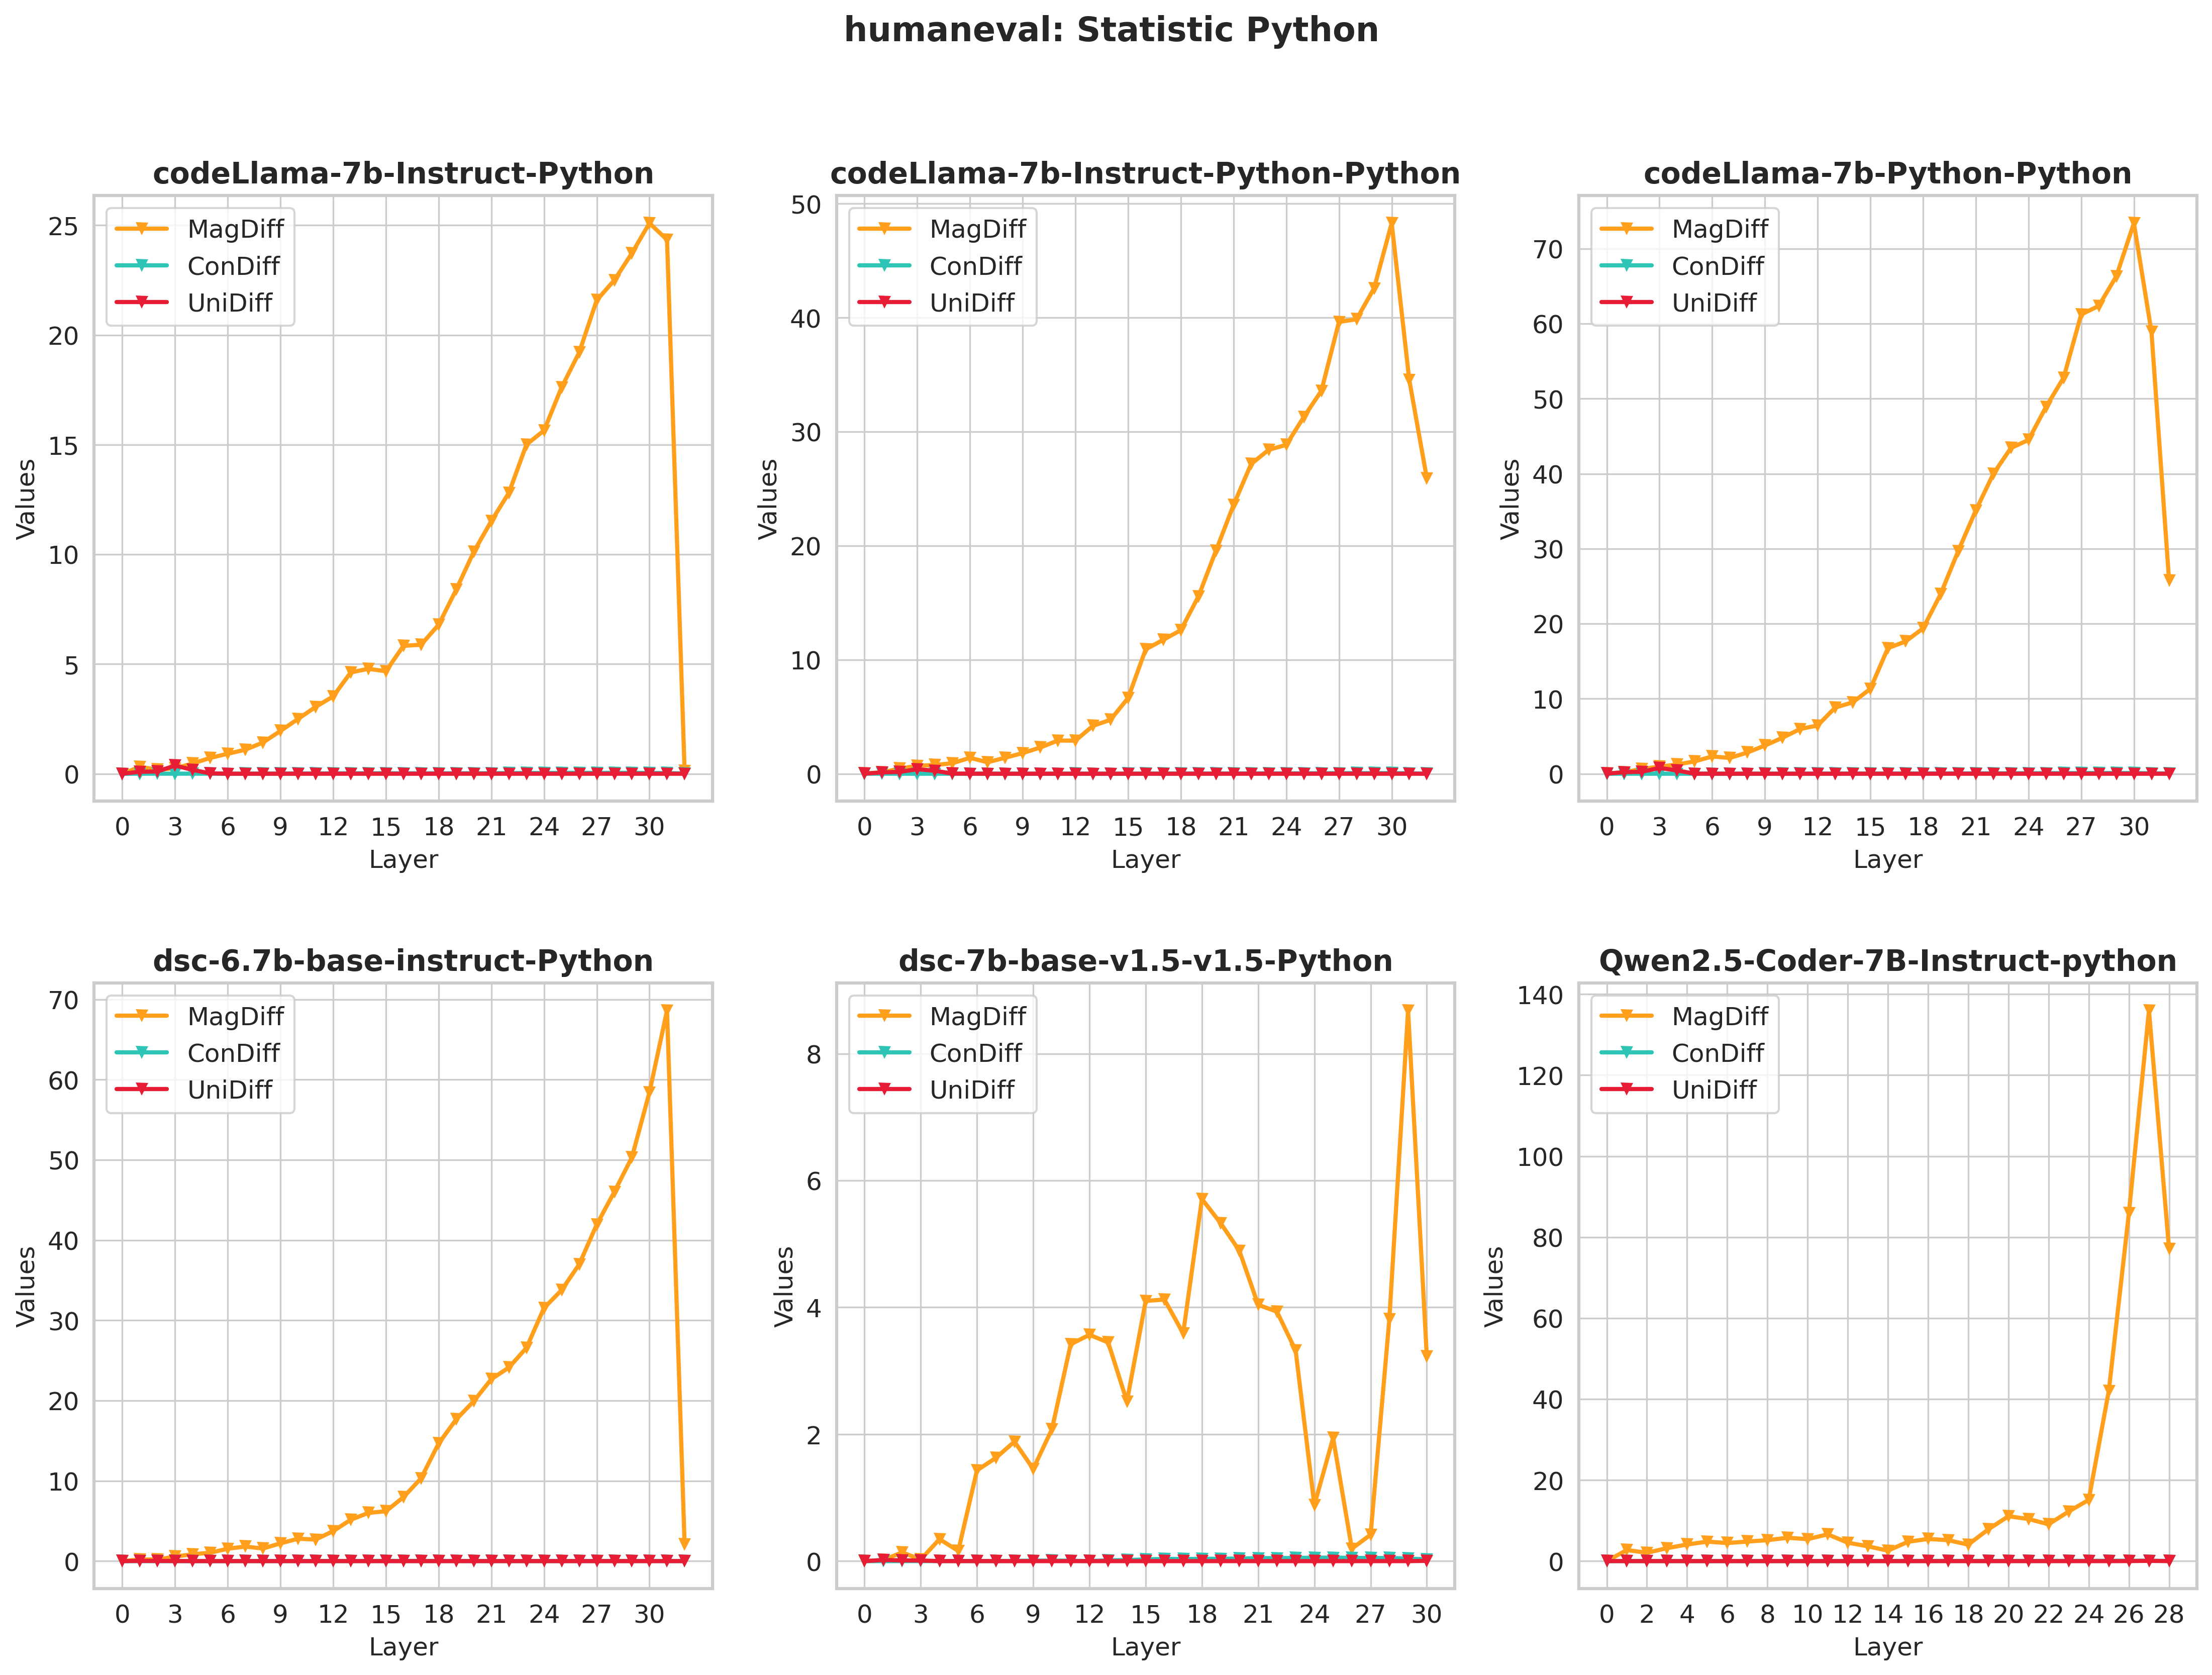 humaneval: Statistic Python
codeLlama-7b-Instruct-Python
MagDiff
ConDiff
UniDiff
25
20
15
10
5
0
Values
0 3 6 9 12 15 18 21 24 27 30
Layer
codeLlama-7b-Instruct-Python-Python
MagDiff
ConDiff
UniDiff
50
40
30
20
10
0
Values
0 3 6 9 12 15 18 21 24 27 30
Layer
codeLlama-7b-Python-Python
MagDiff
ConDiff
UniDiff
70
60
50
40
30
20
10
0
Values
0 3 6 9 12 15 18 21 24 27 30
Layer
dsc-6.7b-base-instruct-Python
MagDiff
ConDiff
UniDiff
70
60
50
40
30
20
10
0
Values
0 3 6 9 12 15 18 21 24 27 30
Layer
dsc-7b-base-v1.5-v1.5-Python
MagDiff
ConDiff
UniDiff
8
6
4
2
0
Values
0 3 6 9 12 15 18 21 24 27 30
Layer
Qwen2.5-Coder-7B-Instruct-python
MagDiff
ConDiff
UniDiff
140
120
100
80
60
40
20
0
Values
0 2 4 6 8 10 12 14 16 18 20 22 24 26 28
Layer